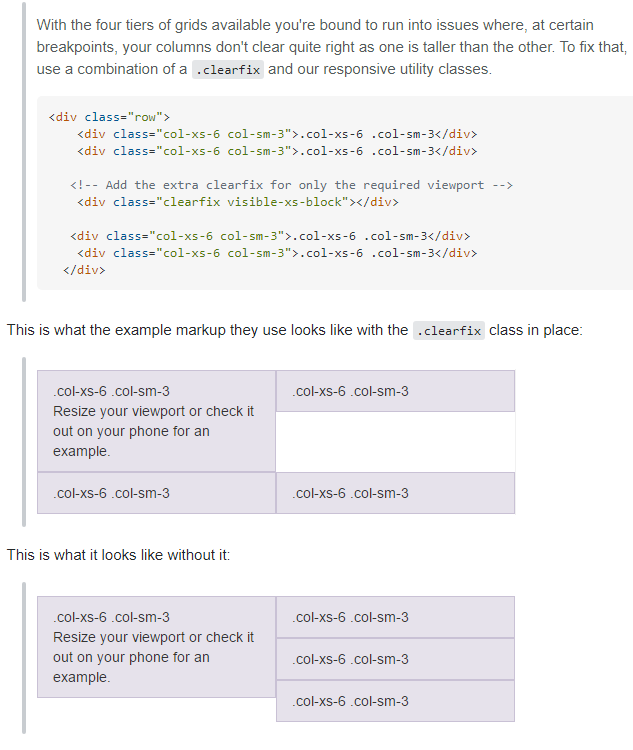 With the four tiers of grids available you're bound to run into issues where, at certain
breakpoints, your columns don't clear quite right as one is taller than the other. To fix that,
use a combination of a .clearfix and our responsive utility classes.
<div class="row">
<div class="col-xs-6 col-sm-3">.col-xs-6 .col-sm-3</div>
<div class="col-xs-6 col-sm-3">.col-xs-6 .col-sm-3</div>
<!-- Add the extra clearfix for only the required viewport -->
<div class="clearfix visible-xs-block"></div>
<div class="col-xs-6 col-sm-3">.col-xs-6 .col-sm-3</div>
<div class="col-xs-6 col-sm-3">.col-xs-6 .col-sm-3</div>
</div>
This is what the example markup they use looks like with the .clearfix class in place:
.col-xs-6 .col-sm-3
Resize your viewport or check it
out on your phone for an
example.
.col-xs-6 .col-sm-3
.col-xs-6 .col-sm-3
.col-xs-6 .col-sm-3
This is what it looks like without it:
.col-xs-6 .col-sm-3
Resize your viewport or check it
out on your phone for an
example.
.col-xs-6 .col-sm-3
.col-xs-6 .col-sm-3
.col-xs-6 .col-sm-3